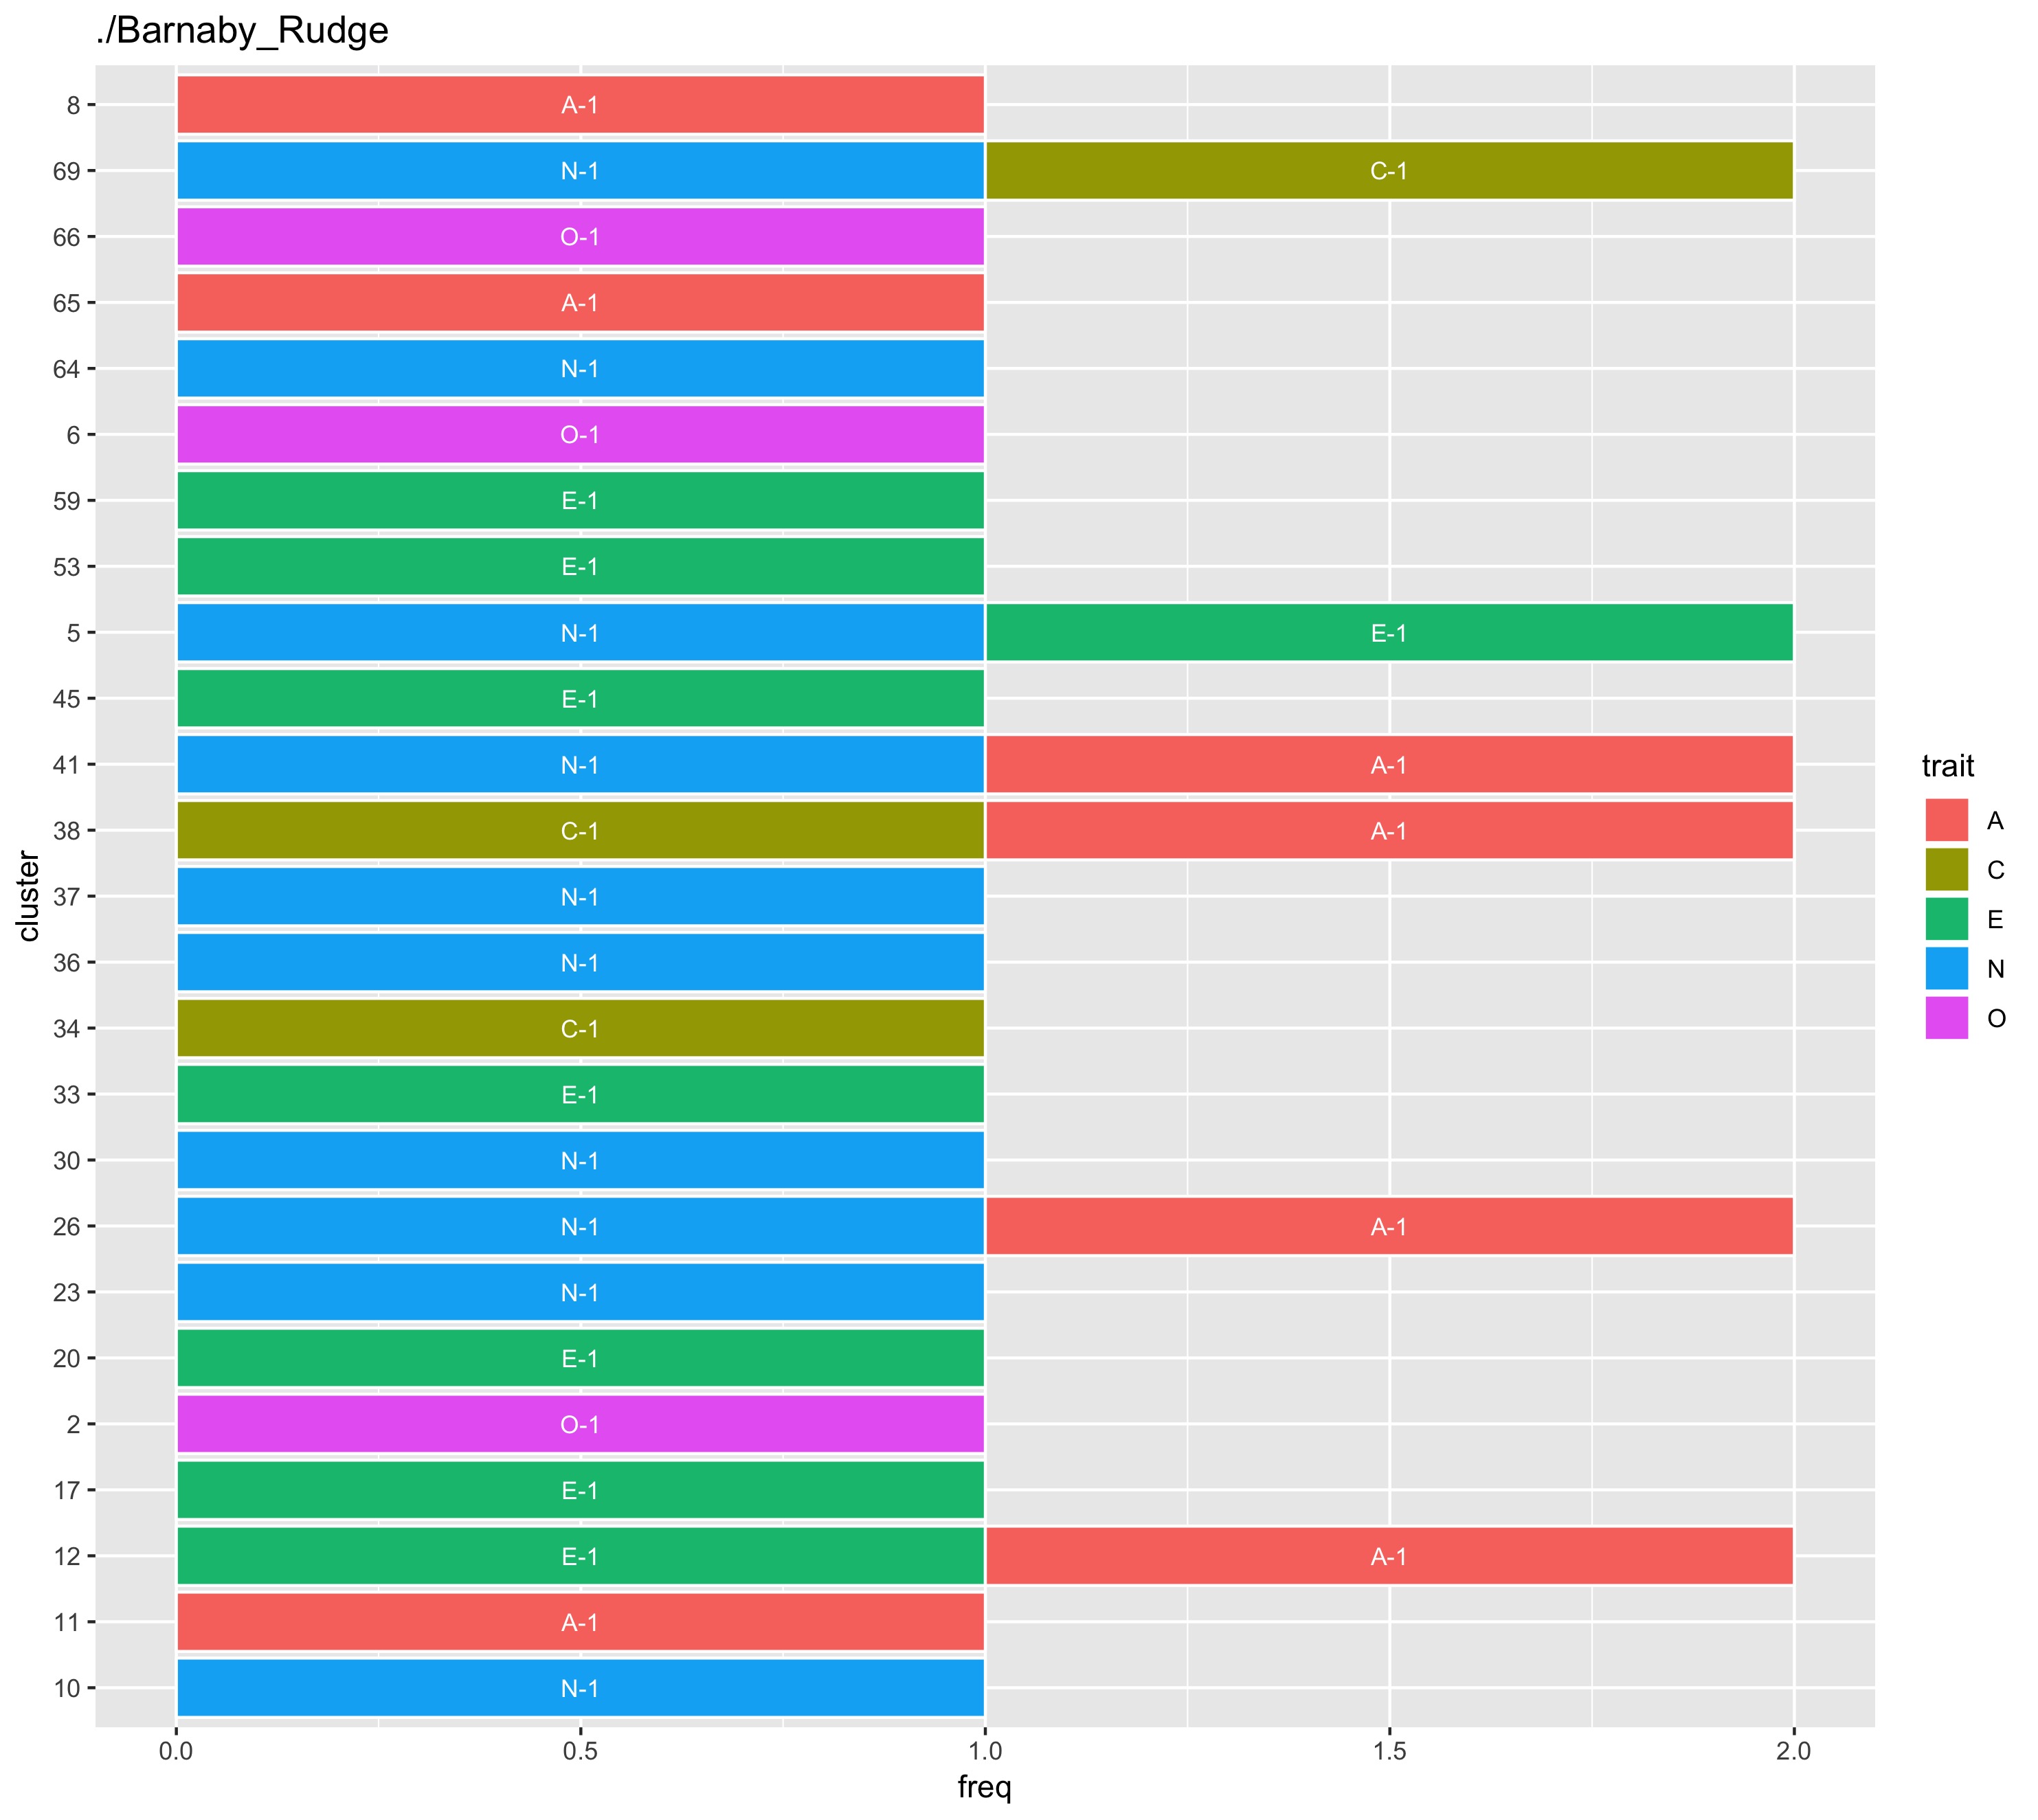 ./Barnaby_Rudge
8 A-1
69 N-1 C-1
66 O-1
65 A-1
64 N-1
6 O-1
59 E-1
53 E-1
5 N-1 E-1
45 E-1
41 N-1 A-1
38 C-1 A-1
37 N-1
36 N-1
34 C-1
33 E-1
30 N-1
26 N-1 A-1
23 N-1
20 E-1
2 O-1
17 E-1
12 E-1 A-1
11 A-1
10 N-1
0.0 0.5 1.0 1.5 2.0
freq
cluster
trait
A
C
E
N
O